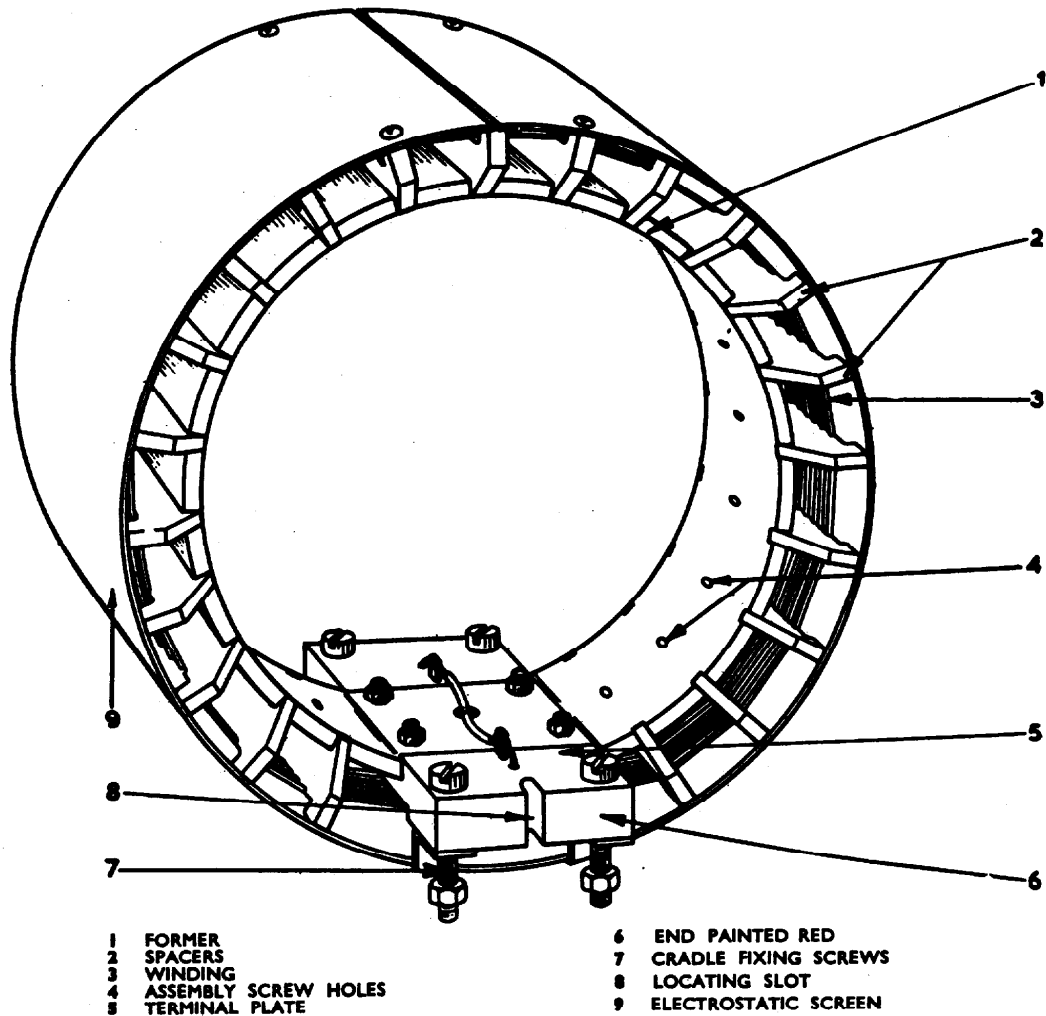 1
2
3
4
9
5
8
7
6
1 FORMER
2 SPACERS
3 WINDING
4 ASSEMBLY SCREW HOLES
5 TERMINAL PLATE
6 END PAINTED RED
7 CRADLE FIXING SCREWS
8 LOCATING SLOT
9 ELECTROSTATIC SCREEN